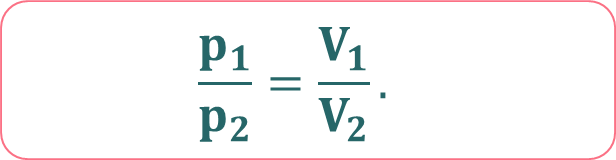 p₁/p₂ = V₁/V₂.